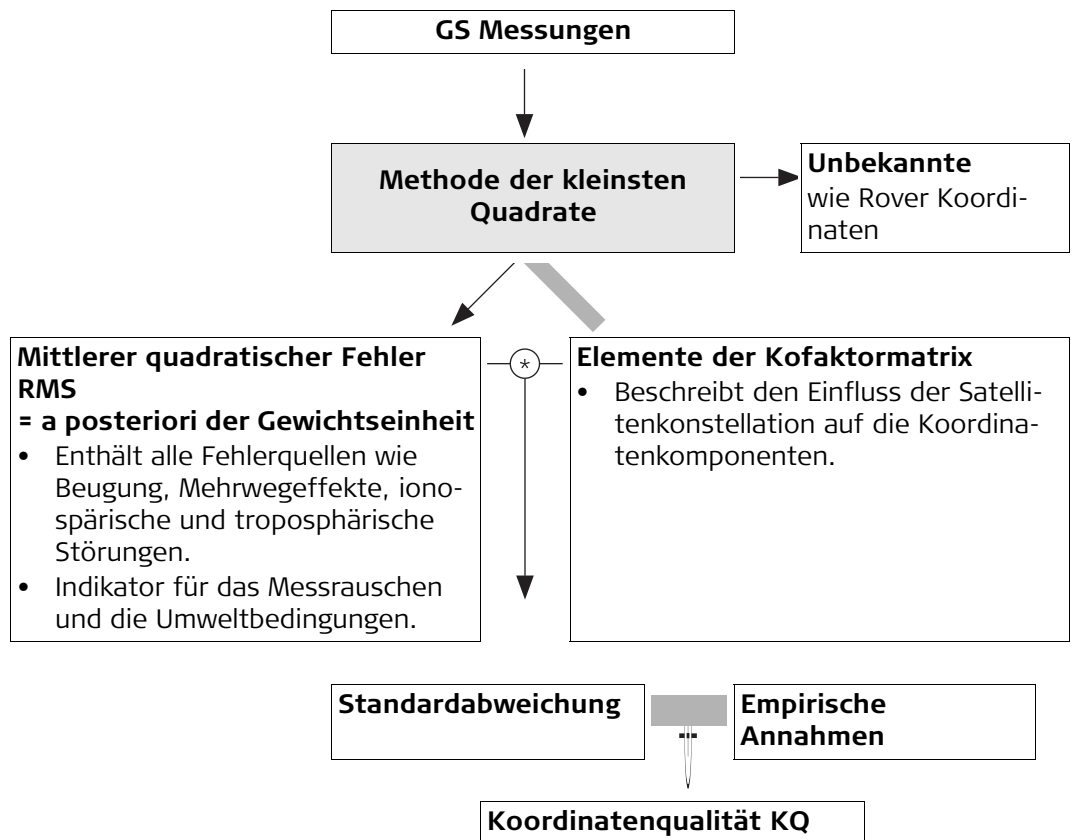 GS Messungen
Methode der kleinsten
Quadrate
Unbekannte
wie Rover Koordi-
naten
Mittlerer quadratischer Fehler
RMS
= a posteriori der Gewichtseinheit
• Enthält alle Fehlerquellen wie
Beugung, Mehrwegeffekte, iono-
spärische und troposphärische
Störungen.
• Indikator für das Messrauschen
und die Umweltbedingungen.
*
Elemente der Kofaktormatrix
• Beschreibt den Einfluss der Satelli-
tenkonstellation auf die Koordina-
tenkomponenten.
Standardabweichung
Empirische
Annahmen
Koordinatenqualität KQ